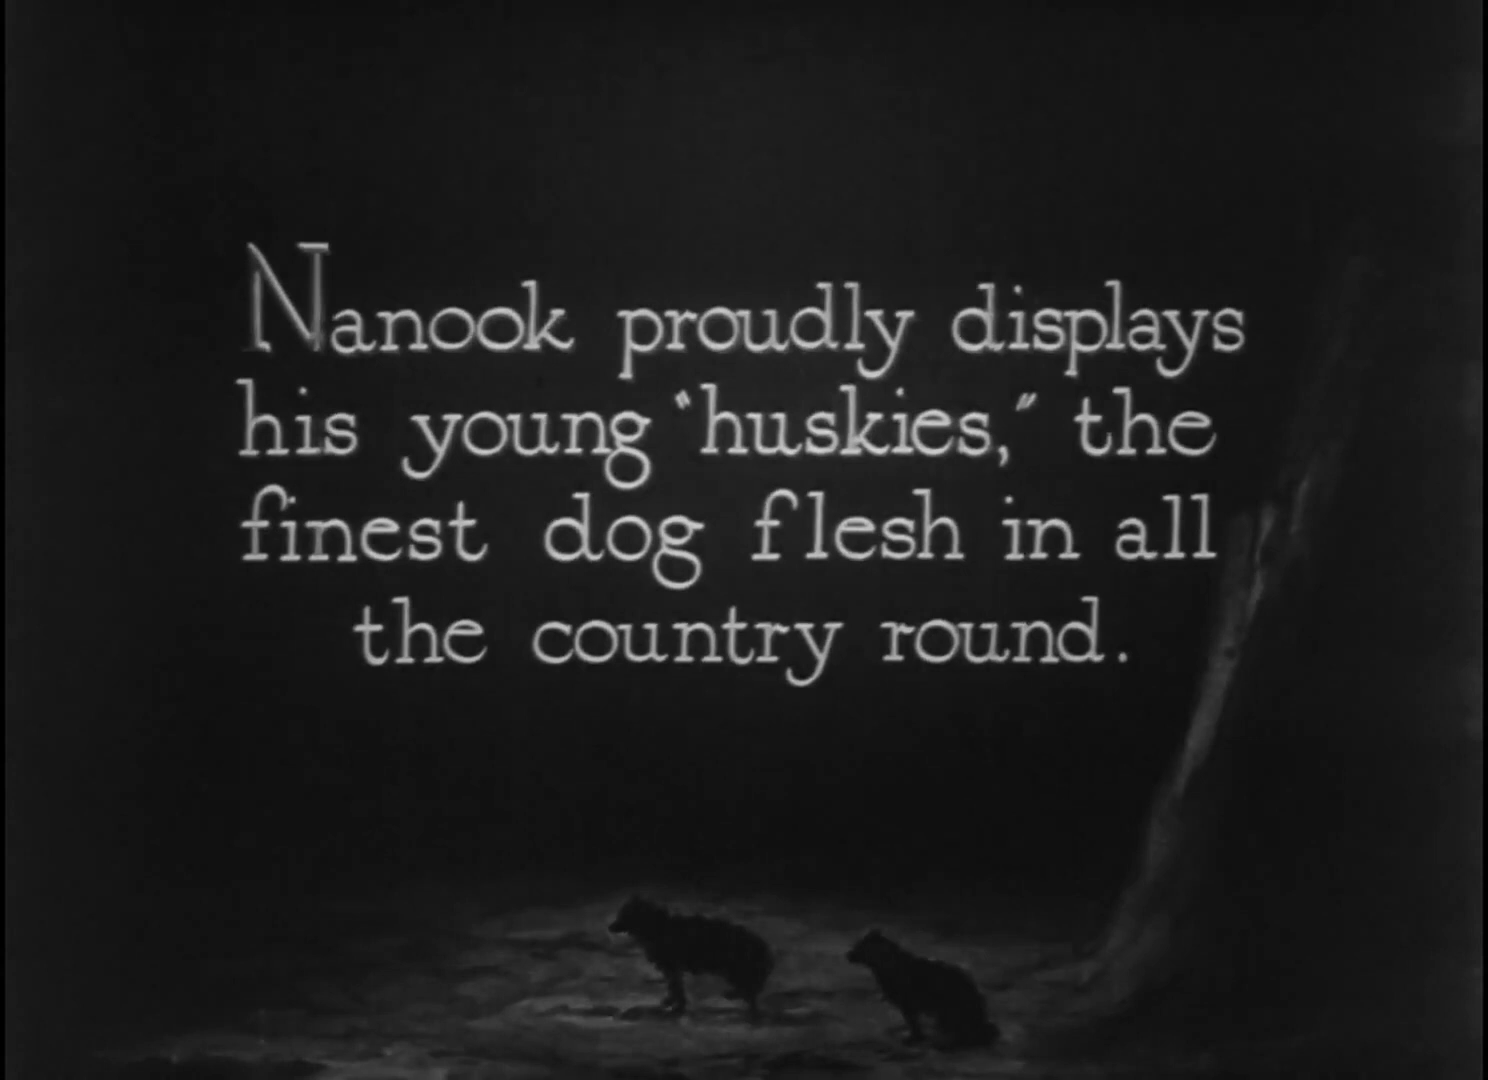 Nanook proudly displays
his young "huskies," the
finest dog flesh in all
the country round.